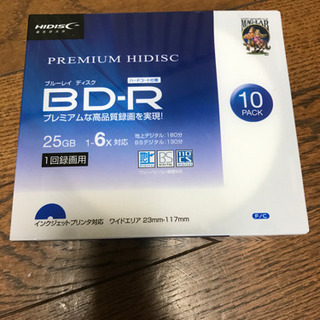 HIDISC
MAG-LAB
PREMIUM HIDISC
ハードコート仕様
ブルーレイ ディスク
BD-R
プレミアムな高品質録画を実現!
10
PACK
25GB 1-6X対応
地上デジタル:180分
BSデジタル:130分
1回録画用
インクジェットプリンタ対応 ワイドエリア 23mm-117mm
P/C